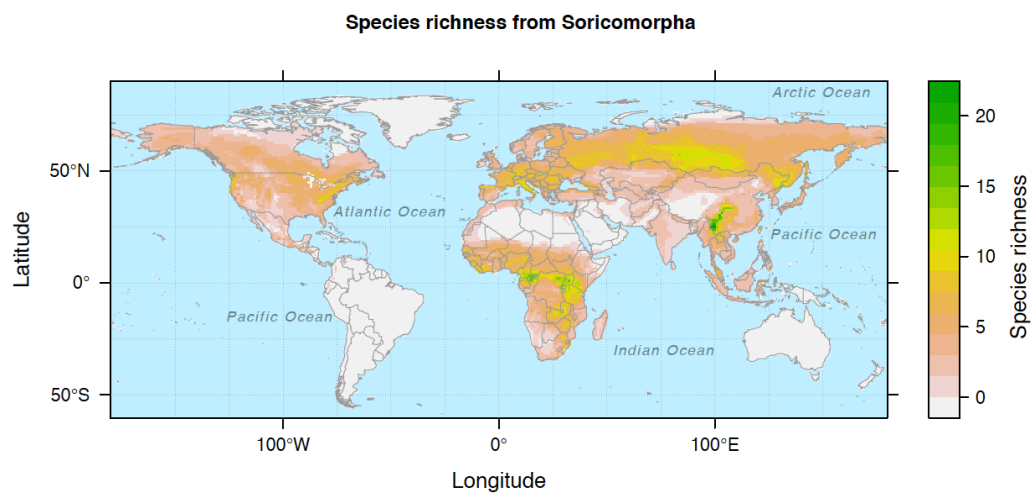 Species richness from Soricomorpha
Arctic Ocean
Atlantic Ocean
Pacific Ocean
Pacific Ocean
Indian Ocean
50°N
0°
50°S
Latitude
100°W
0°
100°E
Longitude
20
15
10
5
0
Species richness